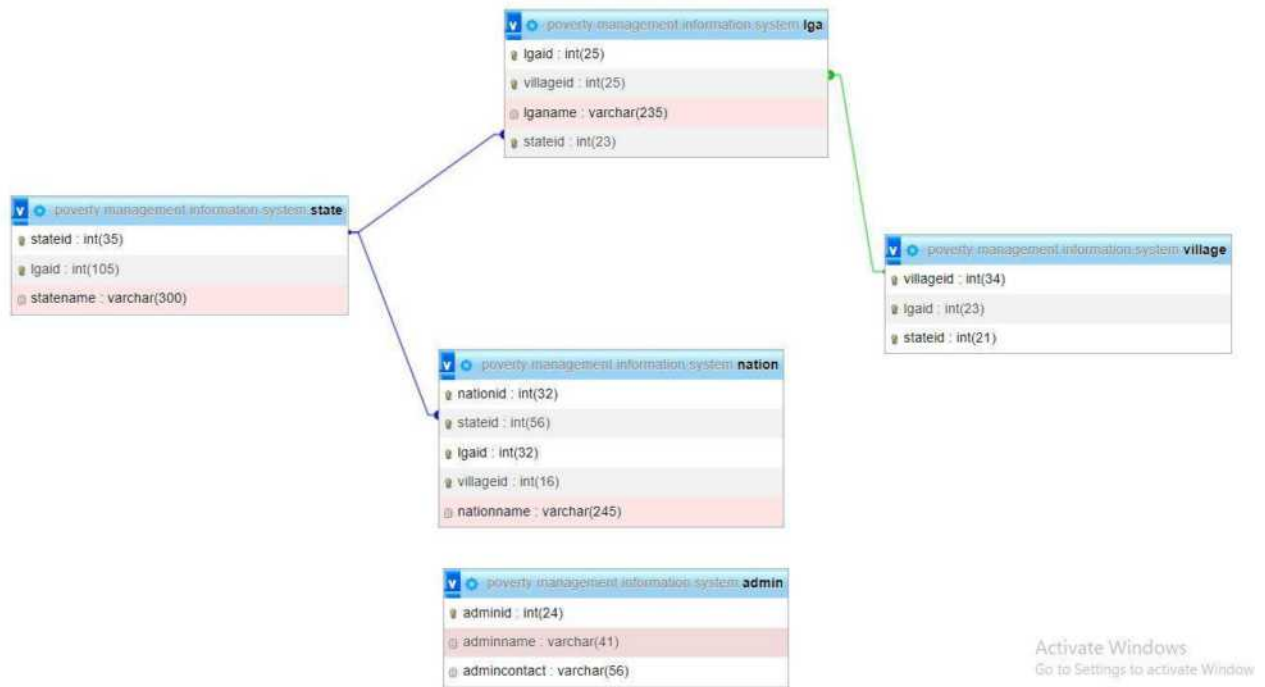 v poverty management information system lga
lgaid : int(25)
villageid : int(25)
lganame : varchar(235)
stateid : int(23)
v poverty management information system state
stateid : int(35)
lgaid : int(105)
statename : varchar(300)
v poverty management information system village
villageid : int(34)
lgaid : int(23)
stateid : int(21)
v poverty management information system nation
nationid : int(32)
stateid : int(56)
lgaid : int(32)
villageid : int(16)
nationname : varchar(245)
v poverty management information system admin
adminid : int(24)
adminname : varchar(41)
admincontact : varchar(56)
Activate Windows
Go to Settings to activate Window